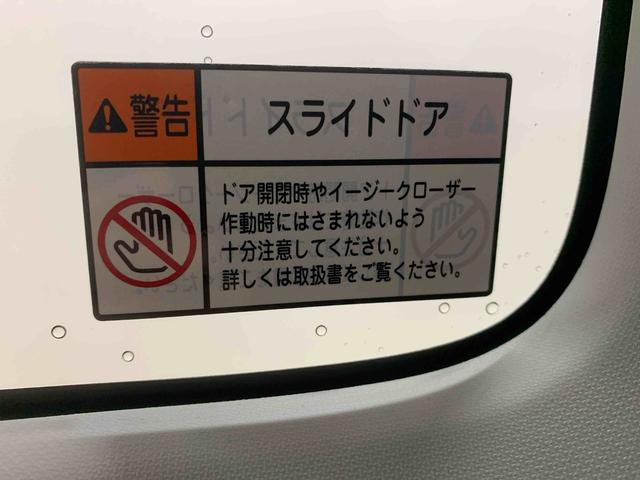 警告
スライドドア
ドア開閉時やイージークローザー
作動時にはさまれないよう
十分注意してください。
詳しくは取扱書をご覧ください。